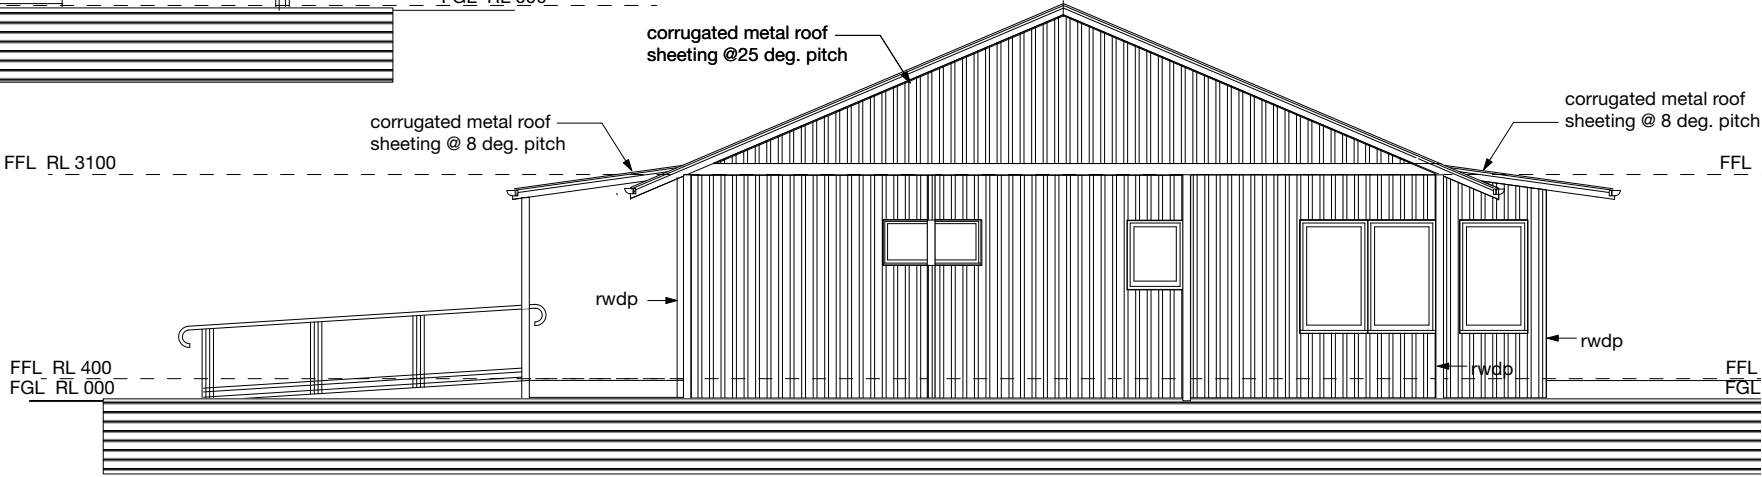 corrugated metal roof
sheeting @25 deg. pitch
corrugated metal roof
sheeting @ 8 deg. pitch
corrugated metal roof
sheeting @ 8 deg. pitch
FFL RL 3100
FFL
rwdp
rwdp
rwdp
FFL RL 400
FGL RL 000
FFL
FGL